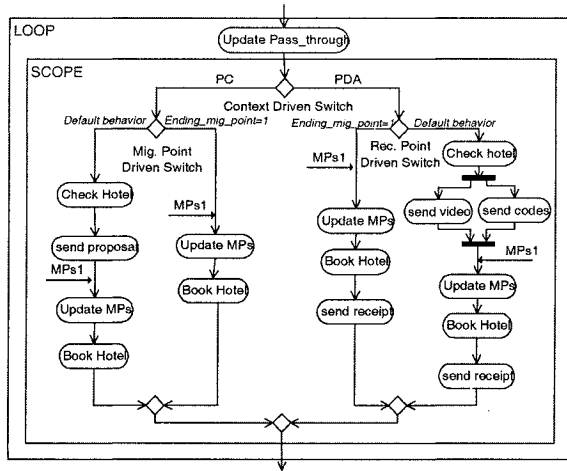 LOOP
Update Pass_through
SCOPE
PC
PDA
Context Driven Switch
Default behavior
Ending_mig_point=1
Ending_mig_point=1
Default behavior
Mig. Point
Driven Switch
Rec. Point
Driven Switch
Check hotel
MPs1
Check Hotel
send video
send codes
MPs1
Update MPs
send proposal
Update MPs
MPs1
MPs1
Book Hotel
Update MPs
Update MPs
Book Hotel
send receipt
Book Hotel
Book Hotel
send receipt